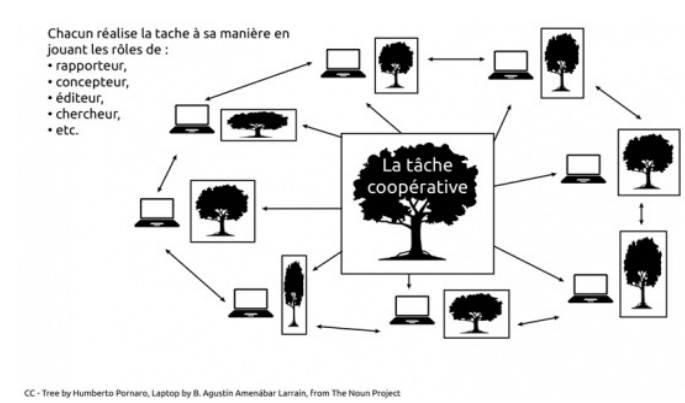 Chacun réalise la tache à sa manière en
jouant les rôles de :
• rapporteur,
• concepteur,
• éditeur,
• chercheur,
• etc.
La tâche
coopérative
CC - Tree by Humberto Pornaro, Laptop by B. Agustín Amenábar Larraín, from The Noun Project